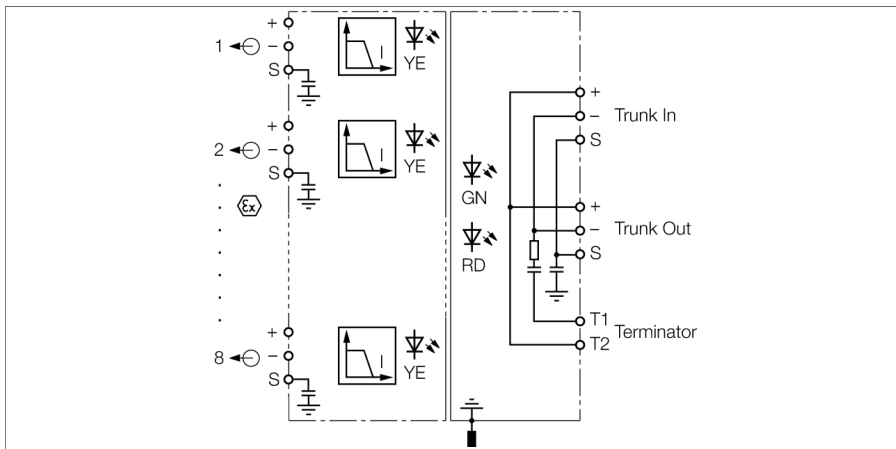 +
1 −
S
I
YE
+
2 −
S
I
YE
Ex
+
8 −
S
I
YE
GN
RD
+
− Trunk In
S
+
− Trunk Out
S
T1
Terminator
T2